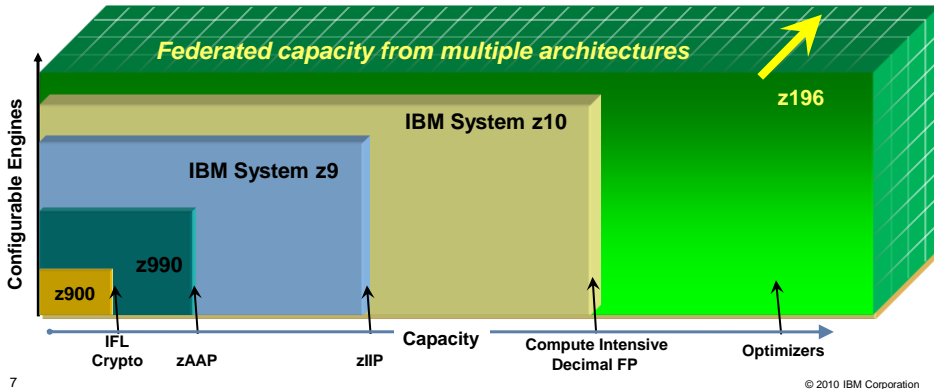 Federated capacity from multiple architectures
z196
IBM System z10
IBM System z9
z990
z900
Configurable Engines
Capacity
IFL
Crypto
zAAP
zIIP
Compute Intensive
Decimal FP
Optimizers
7
© 2010 IBM Corporation